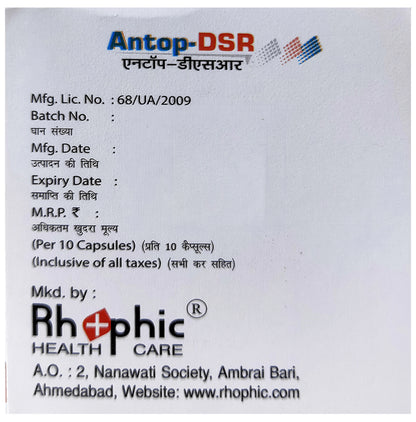 Antop-DSR
एनटॉप-डीएसआर
Mfg. Lic. No. : 68/UA/2009
Batch No. :
घान संख्या
Mfg. Date :
उत्पादन की तिथि
Expiry Date :
समाप्ति की तिथि
M.R.P. ₹ :
अधिकतम खुदरा मूल्य
(Per 10 Capsules) (प्रति 10 कैप्सूल्स)
(Inclusive of all taxes) (सभी कर सहित)
Mkd. by :
Rhophic®
HEALTH CARE
A.O. : 2, Nanawati Society, Ambrai Bari,
Ahmedabad, Website: www.rhophic.com